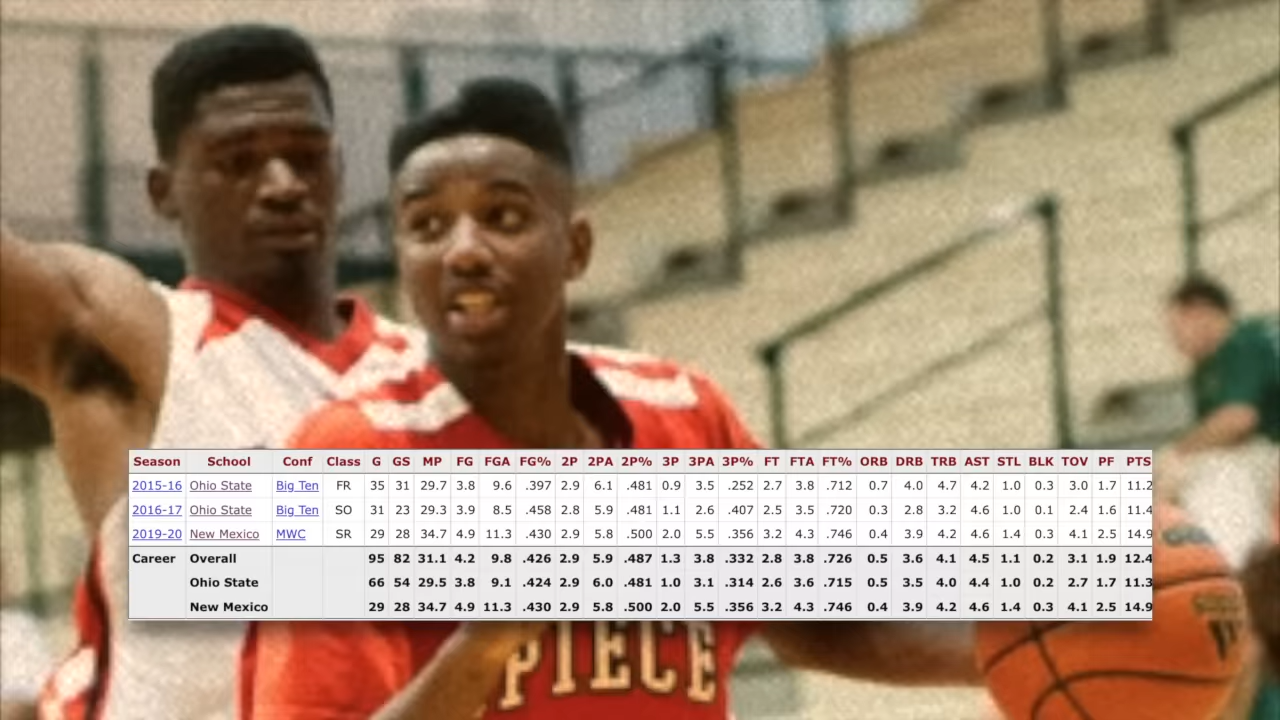 Season School Conf Class G GS MP FG FGA FG% 2P 2PA 2P% 3P 3PA 3P% FT FTA FT% ORB DRB TRB AST STL BLK TOV PF PTS
2015-16 Ohio State Big Ten FR 35 31 29.7 3.8 9.6 .397 2.9 6.1 .481 0.9 3.5 .252 2.7 3.8 .712 0.7 4.0 4.7 4.2 1.0 0.3 3.0 1.7 11.2
2016-17 Ohio State Big Ten SO 31 23 29.3 3.9 8.5 .458 2.8 5.9 .481 1.1 2.6 .407 2.5 3.5 .720 0.3 2.8 3.2 4.6 1.0 0.1 2.4 1.6 11.4
2019-20 New Mexico MWC SR 29 28 34.7 4.9 11.3 .430 2.9 5.8 .500 2.0 5.5 .356 3.2 4.3 .746 0.4 3.9 4.2 4.6 1.4 0.3 4.1 2.5 14.9
Career Overall 95 82 31.1 4.2 9.8 .426 2.9 5.9 .487 1.3 3.8 .332 2.8 3.8 .726 0.5 3.6 4.1 4.5 1.1 0.2 3.1 1.9 12.4
Ohio State 66 54 29.5 3.8 9.1 .424 2.9 6.0 .481 1.0 3.1 .314 2.6 3.6 .715 0.5 3.5 4.0 4.4 1.0 0.2 2.7 1.7 11.3
New Mexico 29 28 34.7 4.9 11.3 .430 2.9 5.8 .500 2.0 5.5 .356 3.2 4.3 .746 0.4 3.9 4.2 4.6 1.4 0.3 4.1 2.5 14.9
PIECE